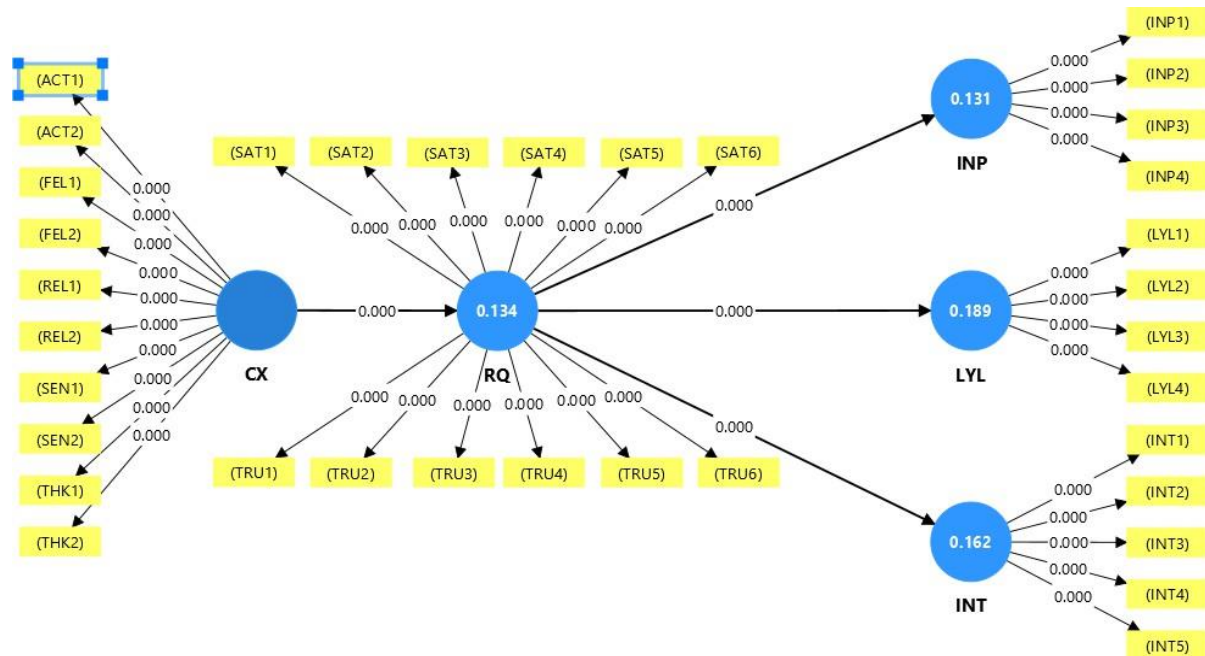 (ACT1)
(ACT2)
(FEL1)
(FEL2)
(REL1)
(REL2)
(SEN1)
(SEN2)
(THK1)
(THK2)
0.000
0.000
0.000
0.000
0.000
0.000
0.000
0.000
0.000
0.000
CX
0.000
(SAT1)
(SAT2)
(SAT3)
(SAT4)
(SAT5)
(SAT6)
0.000
0.000
0.000
0.000
0.000
0.000
0.134
RQ
0.000
0.000
0.000
0.000
0.000
0.000
(TRU1)
(TRU2)
(TRU3)
(TRU4)
(TRU5)
(TRU6)
0.000
0.000
0.000
0.131
INP
0.000
0.000
0.000
0.000
(INP1)
(INP2)
(INP3)
(INP4)
0.189
LYL
0.000
0.000
0.000
0.000
(LYL1)
(LYL2)
(LYL3)
(LYL4)
0.162
INT
0.000
0.000
0.000
0.000
0.000
(INT1)
(INT2)
(INT3)
(INT4)
(INT5)